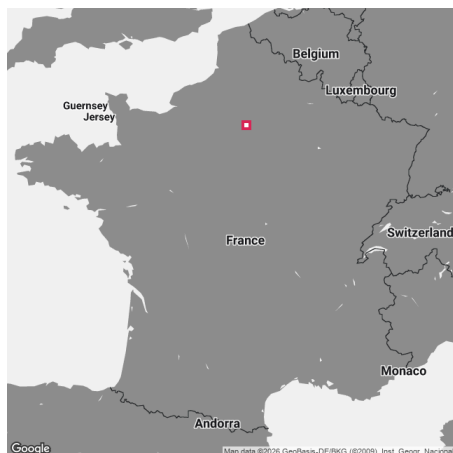 Belgium
Luxembourg
Guernsey
Jersey
Switzerland
France
Monaco
Andorra
Google
Map data ©2026 GeoBasis-DE/BKG (©2009), Inst. Geogr. Nacional